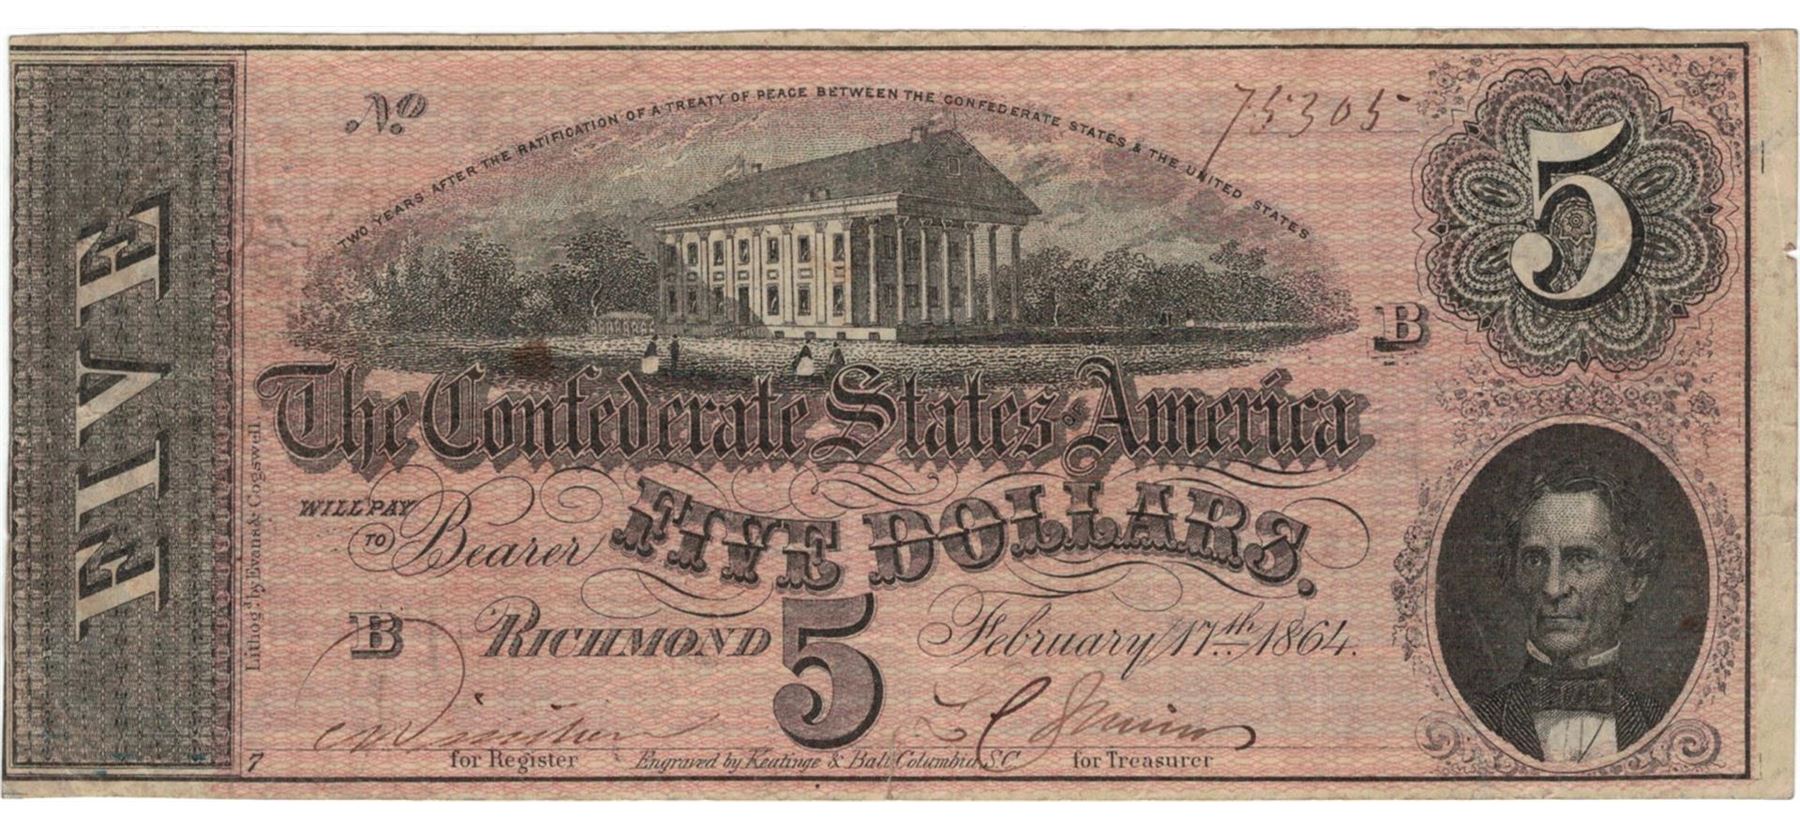 FIVE
No 75305
TWO YEARS AFTER THE RATIFICATION OF A TREATY OF PEACE BETWEEN THE CONFEDERATE STATES & THE UNITED STATES
5
B
The Confederate States of America
WILL PAY TO Bearer FIVE DOLLARS.
B RICHMOND 5 February 17th 1864.
7 for Register Engraved by Keatinge & Ball Columbia, S.C. for Treasurer
Lithog'd by Evans & Cogswell